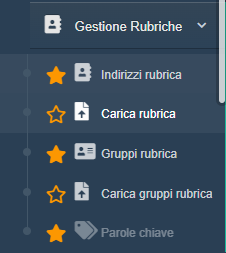 Gestione Rubriche
Indirizzi rubrica
Carica rubrica
Gruppi rubrica
Carica gruppi rubrica
Parole chiave